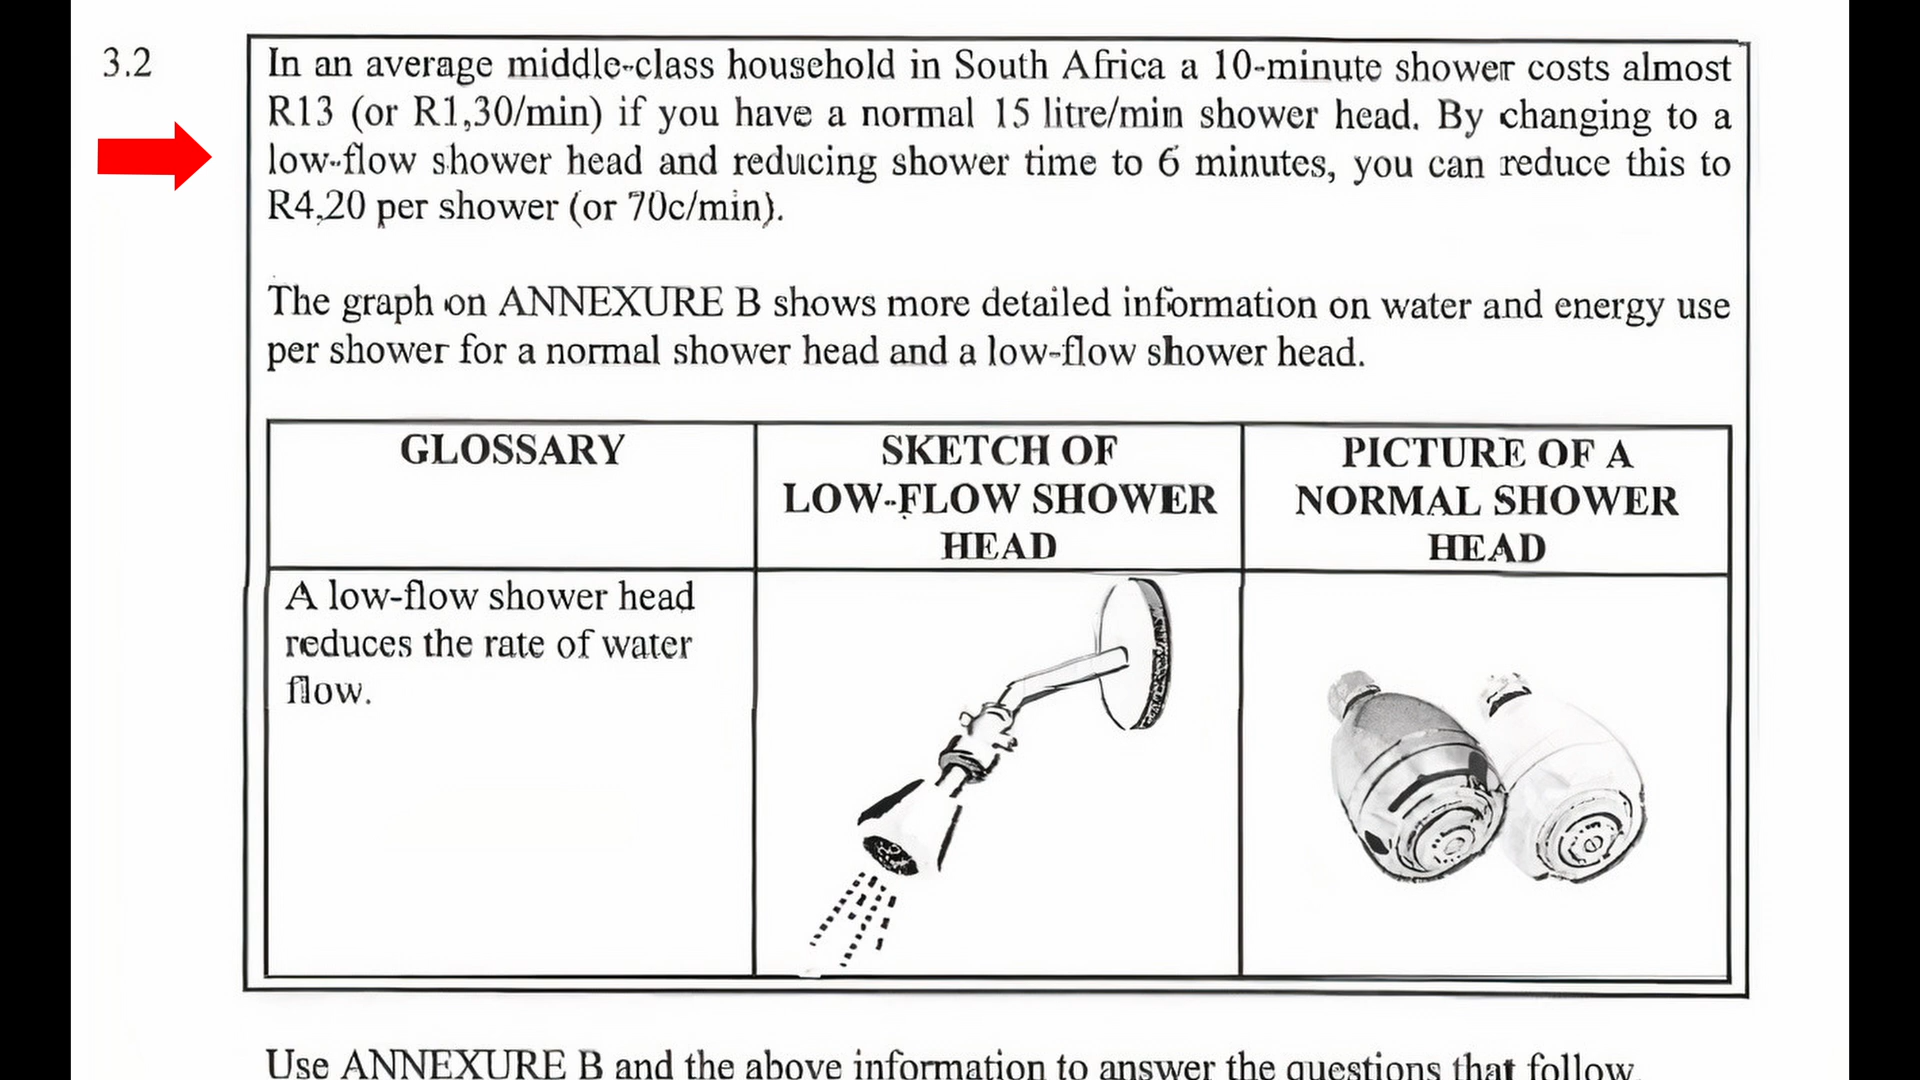 3.2
In an average middle-class household in South Africa a 10-minute shower costs almost
R13 (or R1,30/min) if you have a normal 15 litre/min shower head. By changing to a
low-flow shower head and reducing shower time to 6 minutes, you can reduce this to
R4,20 per shower (or 70c/min).
The graph on ANNEXURE B shows more detailed information on water and energy use
per shower for a normal shower head and a low-flow shower head.
GLOSSARY
SKETCH OF
LOW-FLOW SHOWER
HEAD
PICTURE OF A
NORMAL SHOWER
HEAD
A low-flow shower head
reduces the rate of water
flow.
Use ANNEXURE B and the above information to answer the questions that follow.